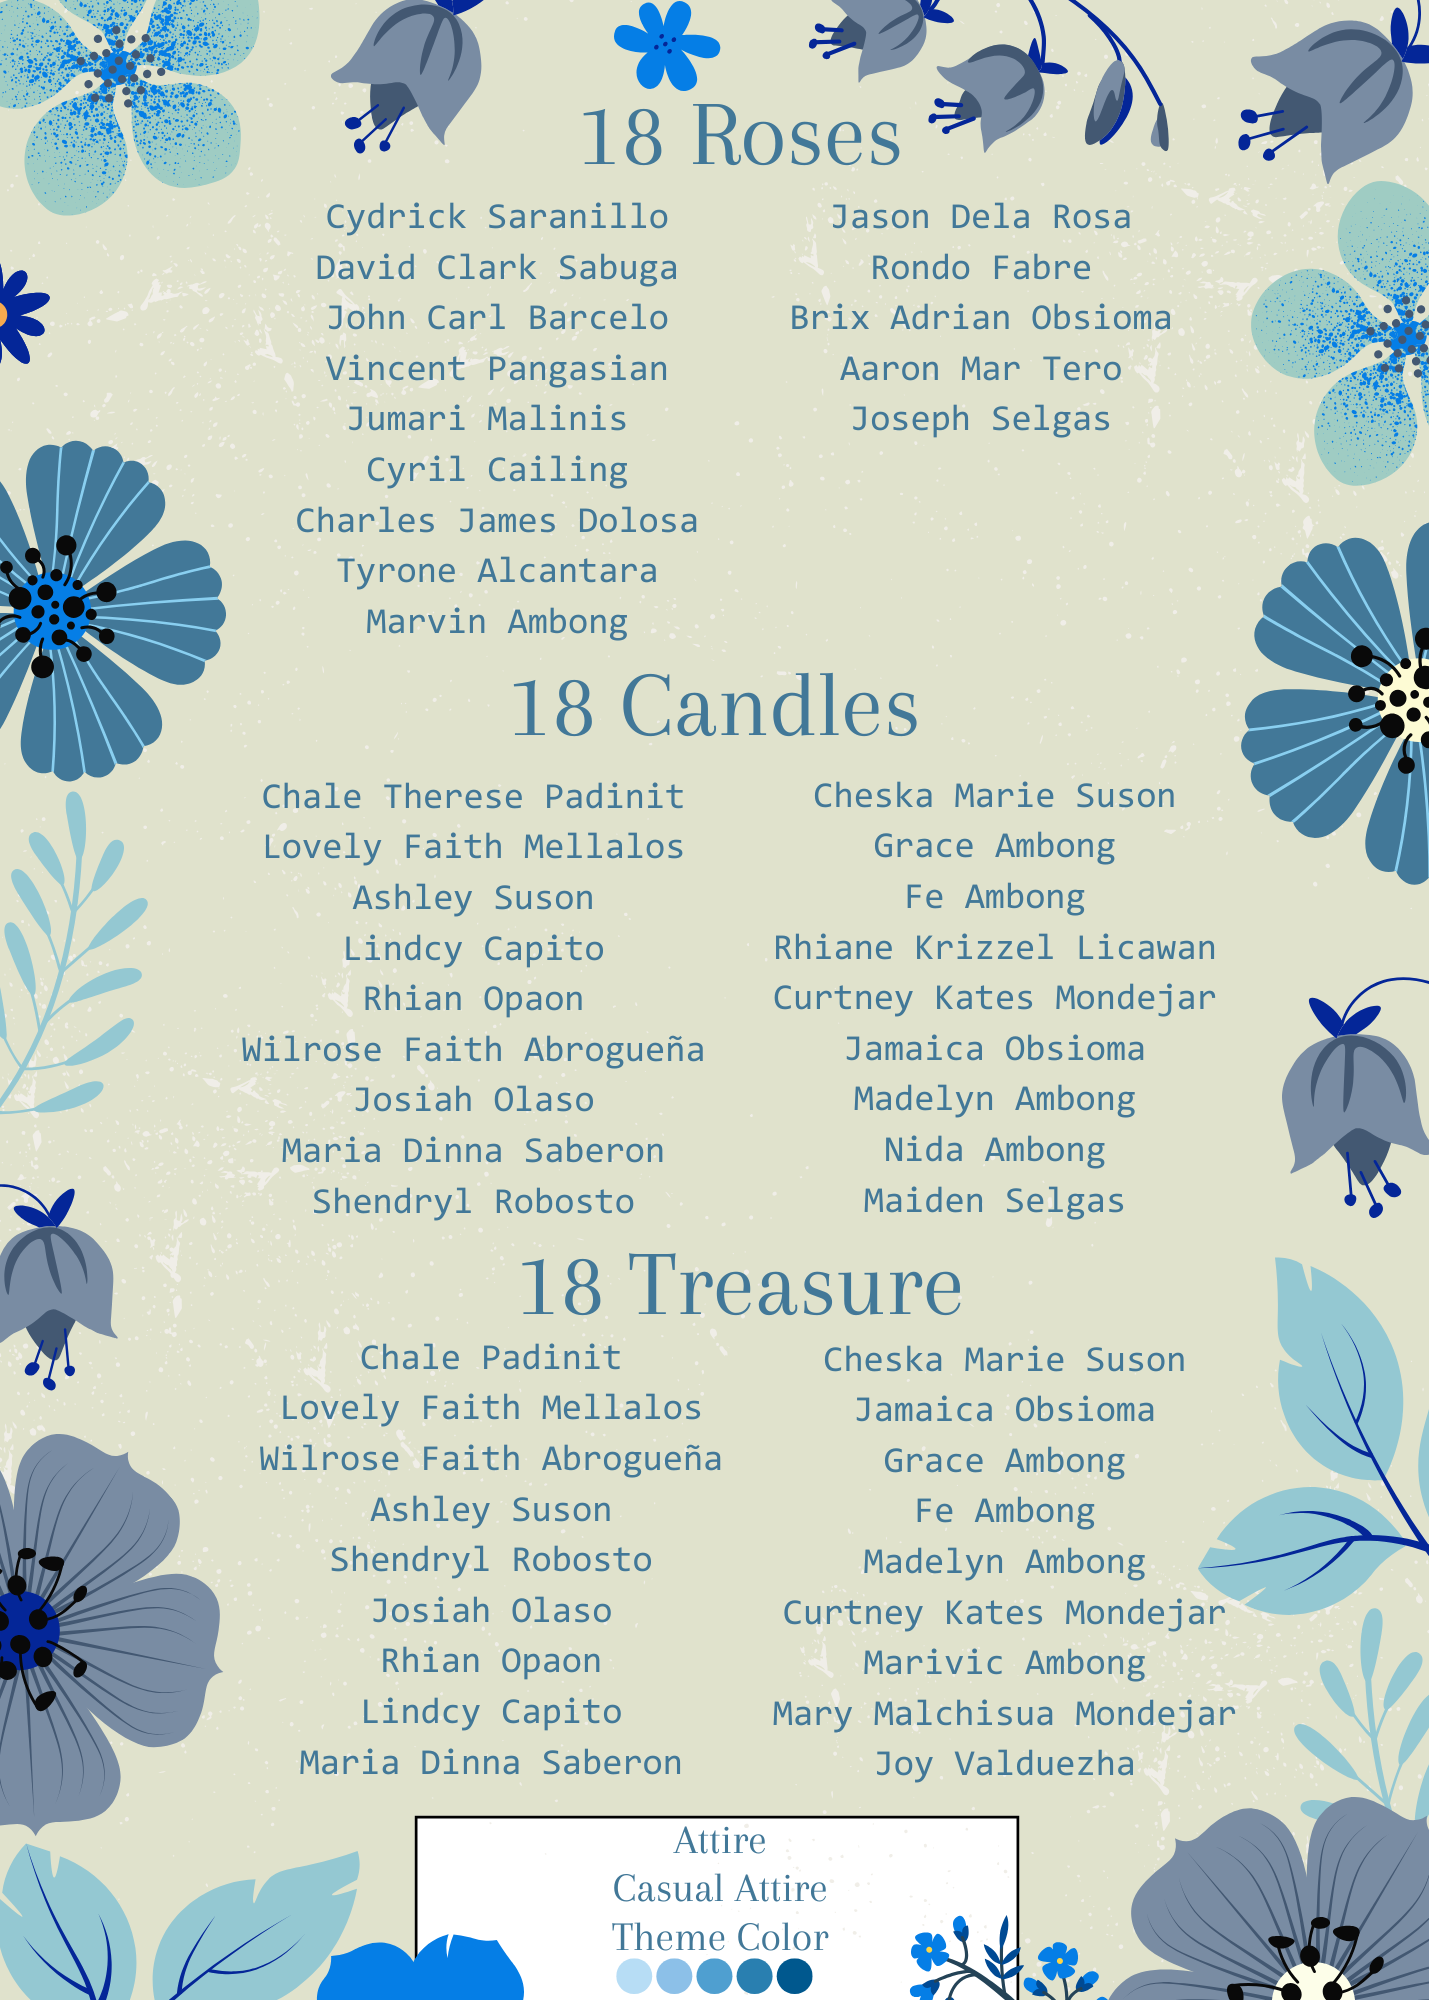 18 Roses
Cydrick Saranillo
David Clark Sabuga
John Carl Barcelo
Vincent Pangasian
Jumari Malinis
Cyril Cailing
Charles James Dolosa
Tyrone Alcantara
Marvin Ambong
Jason Dela Rosa
Rondo Fabre
Brix Adrian Obsioma
Aaron Mar Tero
Joseph Selgas
18 Candles
Chale Therese Padinit
Lovely Faith Mellalos
Ashley Suson
Lindcy Capito
Rhian Opaon
Wilrose Faith Abrogueña
Josiah Olaso
Maria Dinna Saberon
Shendryl Robosto
Cheska Marie Suson
Grace Ambong
Fe Ambong
Rhiane Krizzel Licawan
Curtney Kates Mondejar
Jamaica Obsioma
Madelyn Ambong
Nida Ambong
Maiden Selgas
18 Treasure
Chale Padinit
Lovely Faith Mellalos
Wilrose Faith Abrogueña
Ashley Suson
Shendryl Robosto
Josiah Olaso
Rhian Opaon
Lindcy Capito
Maria Dinna Saberon
Cheska Marie Suson
Jamaica Obsioma
Grace Ambong
Fe Ambong
Madelyn Ambong
Curtney Kates Mondejar
Marivic Ambong
Mary Malchisua Mondejar
Joy Valduezha
Attire
Casual Attire
Theme Color